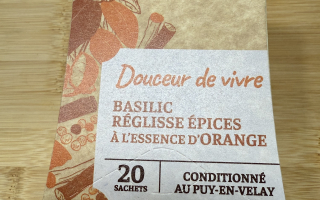 Douceur de vivre
BASILIC
RÉGLISSE ÉPICES
À L'ESSENCE D'ORANGE
20
SACHETS
CONDITIONNÉ
AU PUY-EN-VELAY